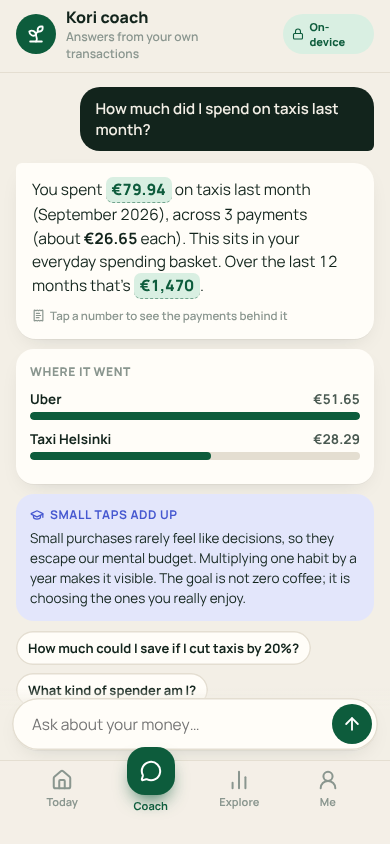 Kori coach
Answers from your own
transactions
On-
device
How much did I spend on taxis last
month?
You spent €79.94 on taxis last month
(September 2026), across 3 payments
(about €26.65 each). This sits in your
everyday spending basket. Over the last 12
months that's €1,470.
Tap a number to see the payments behind it
WHERE IT WENT
Uber €51.65
Taxi Helsinki €28.29
SMALL TAPS ADD UP
Small purchases rarely feel like decisions, so they
escape our mental budget. Multiplying one habit by a
year makes it visible. The goal is not zero coffee; it is
choosing the ones you really enjoy.
How much could I save if I cut taxis by 20%?
What kind of spender am I?
Ask about your money…
Today
Coach
Explore
Me